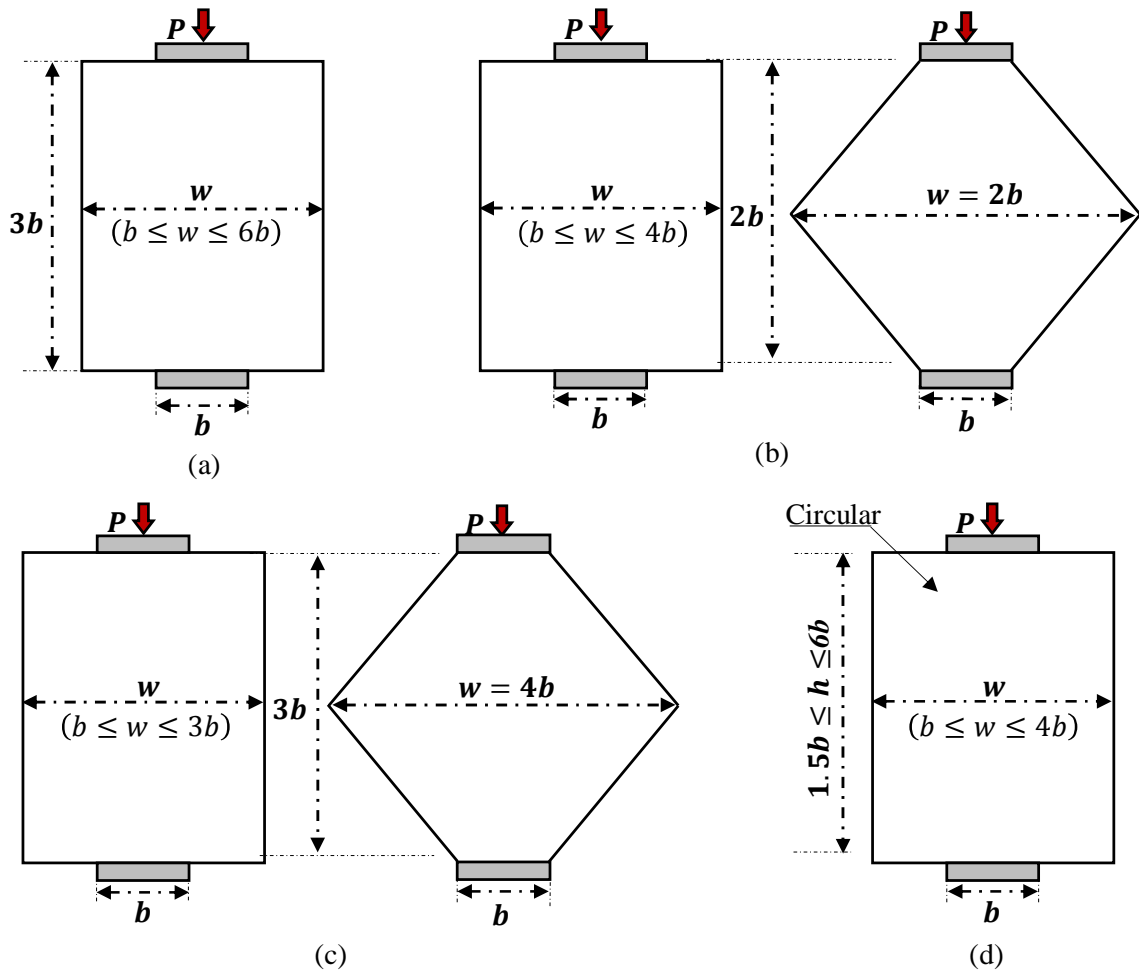 P
w
(b ≤ w ≤ 6b)
3b
b
(a)
P
w
(b ≤ w ≤ 4b)
2b
b
P
w = 2b
b
(b)
P
w
(b ≤ w ≤ 3b)
3b
b
P
w = 4b
b
(c)
Circular
P
1.5b ≤ h ≤6b
w
(b ≤ w ≤ 4b)
b
(d)